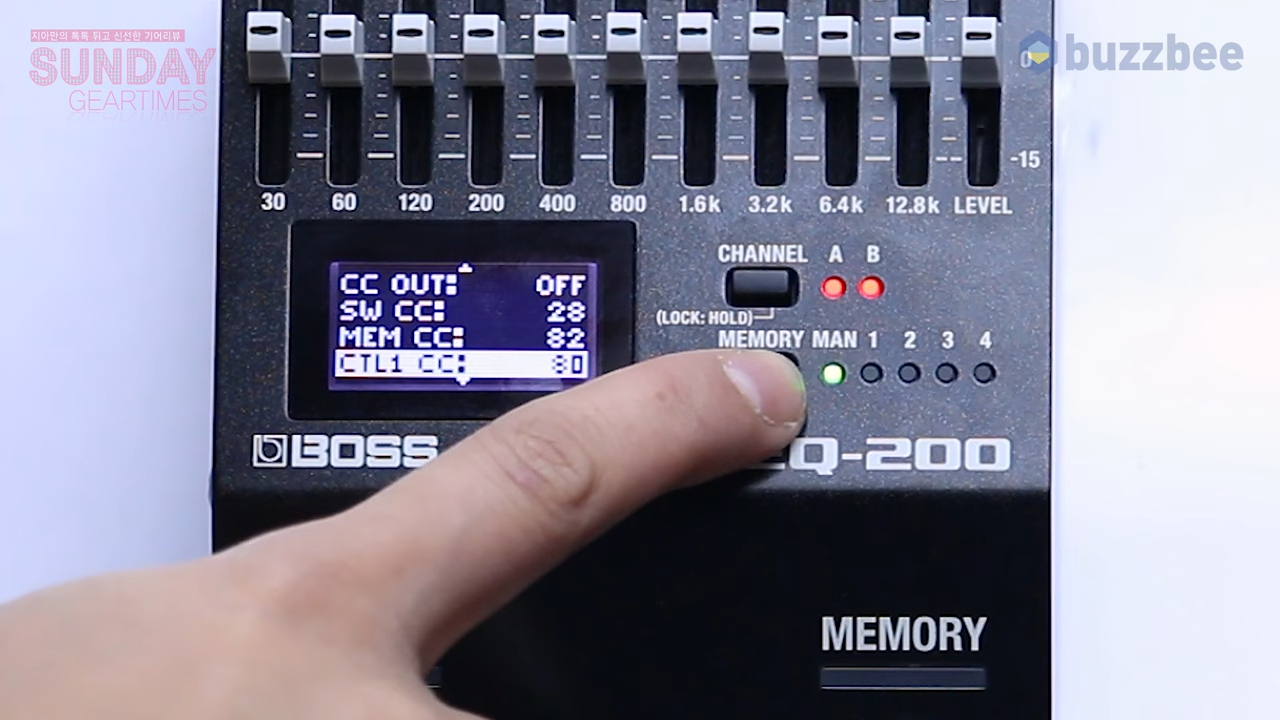 지아만의 톡톡 튀고 신선한 기어리뷰
SUNDAY
GEARTIMES
buzzbee
0
-15
30 60 120 200 400 800 1.6k 3.2k 6.4k 12.8k LEVEL
CHANNEL A B
(LOCK: HOLD)
MEMORY MAN 1 2 3 4
CC OUT: OFF
SW CC: 28
MEM CC: 82
CTL1 CC: 80
BOSS
EQ-200
MEMORY